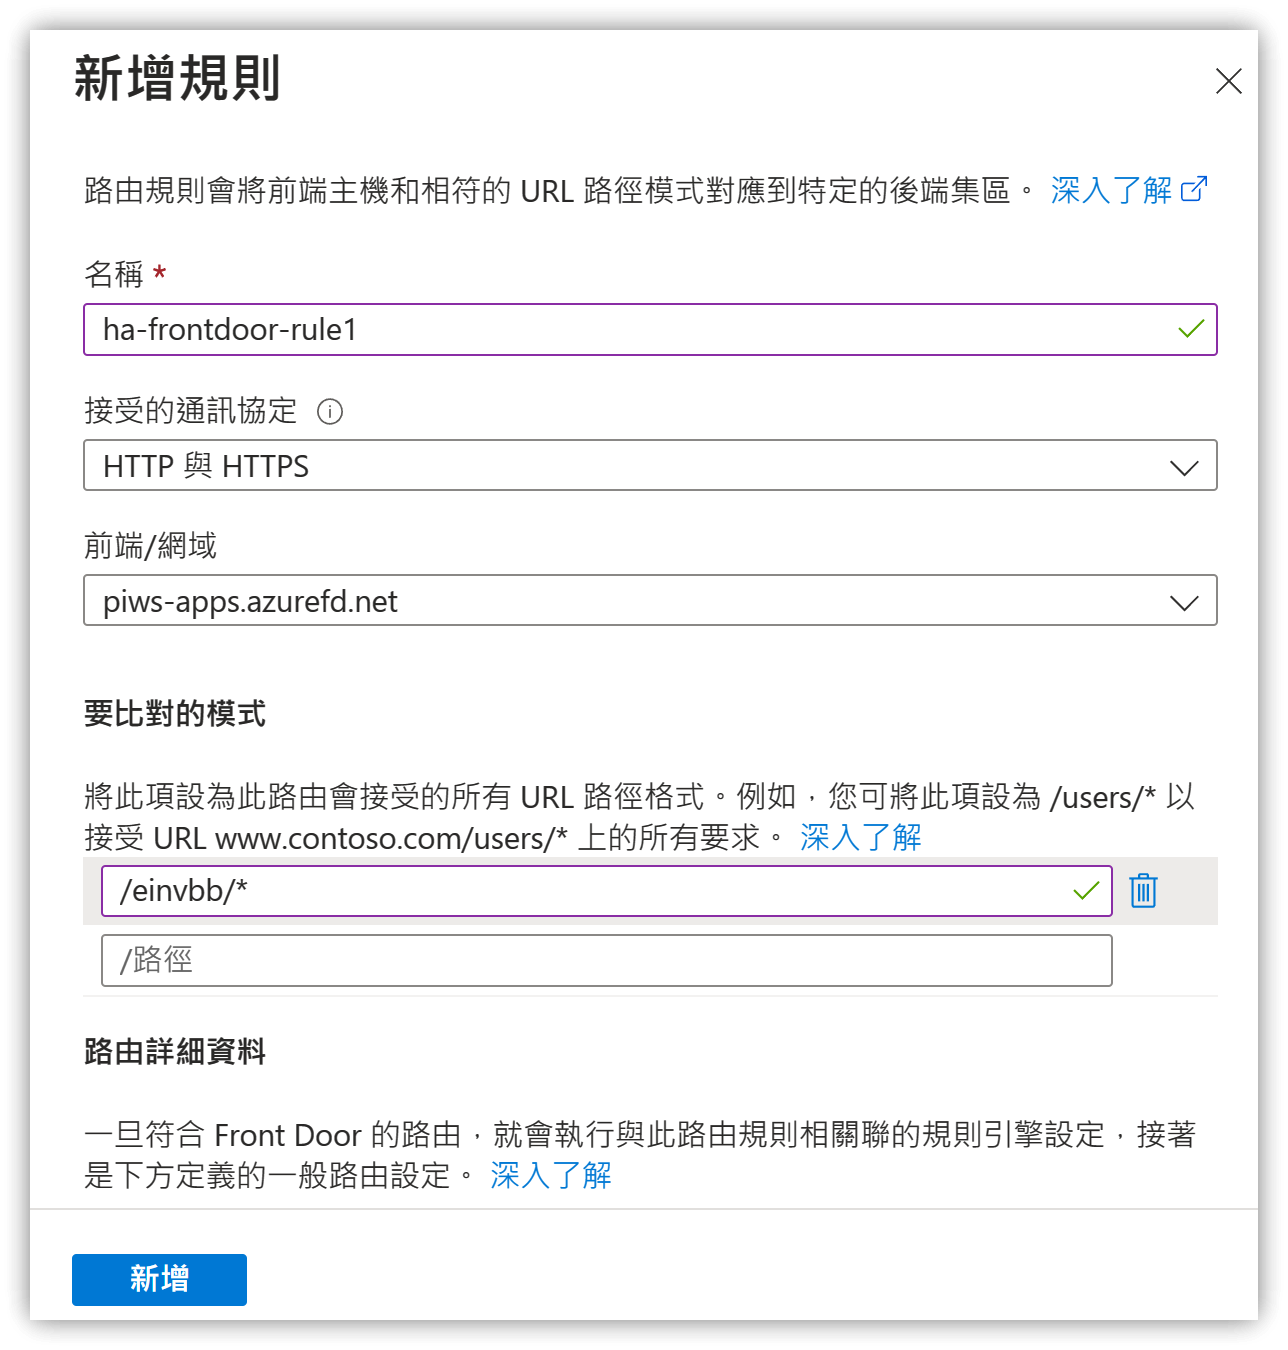 新增規則
路由規則會將前端主機和相符的 URL 路徑模式對應到特定的後端集區。 深入了解
名稱 *
ha-frontdoor-rule1
接受的通訊協定
HTTP 與 HTTPS
前端/網域
piws-apps.azurefd.net
要比對的模式
將此項設為此路由會接受的所有 URL 路徑格式。例如，您可將此項設為 /users/* 以
接受 URL www.contoso.com/users/* 上的所有要求。 深入了解
/einvbb/*
/路徑
路由詳細資料
一旦符合 Front Door 的路由，就會執行與此路由規則相關聯的規則引擎設定，接著
是下方定義的一般路由設定。 深入了解
新增